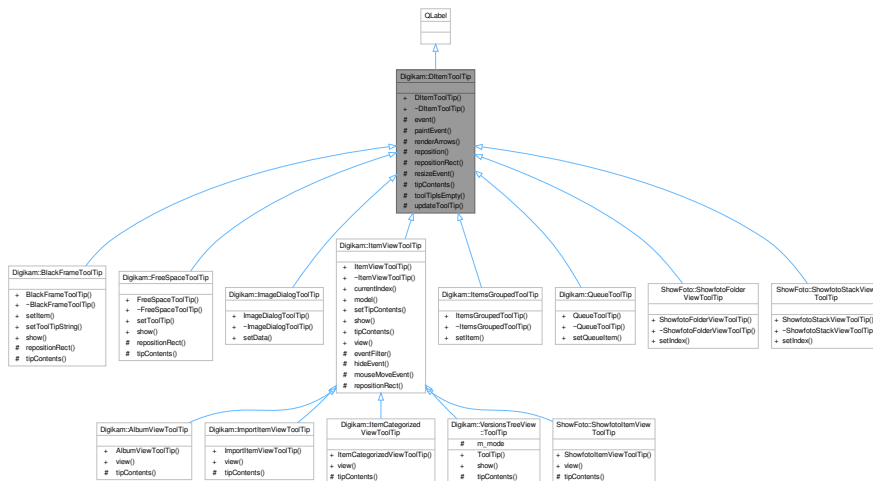 QLabel
Digikam::DItemToolTip
+ DItemToolTip()
+ ~DItemToolTip()
# event()
# paintEvent()
# renderArrows()
# reposition()
# repositionRect()
# resizeEvent()
# tipContents()
# toolTipIsEmpty()
# updateToolTip()
Digikam::BlackFrameToolTip
+ BlackFrameToolTip()
+ ~BlackFrameToolTip()
+ setItem()
+ setToolTipString()
+ show()
# repositionRect()
# tipContents()
Digikam::FreeSpaceToolTip
+ FreeSpaceToolTip()
+ ~FreeSpaceToolTip()
+ setToolTip()
+ show()
# repositionRect()
# tipContents()
Digikam::ImageDialogToolTip
+ ImageDialogToolTip()
+ ~ImageDialogToolTip()
+ setData()
Digikam::ItemViewToolTip
+ ItemViewToolTip()
+ ~ItemViewToolTip()
+ currentIndex()
+ model()
+ setTipContents()
+ show()
+ tipContents()
+ view()
# eventFilter()
# hideEvent()
# mouseMoveEvent()
# repositionRect()
Digikam::ItemsGroupedToolTip
+ ItemsGroupedToolTip()
+ ~ItemsGroupedToolTip()
+ setItem()
Digikam::QueueToolTip
+ QueueToolTip()
+ ~QueueToolTip()
+ setQueueItem()
ShowFoto::ShowfotoFolder
ViewToolTip
+ ShowfotoFolderViewToolTip()
+ ~ShowfotoFolderViewToolTip()
+ setIndex()
ShowFoto::ShowfotoStackView
ToolTip
+ ShowfotoStackViewToolTip()
+ ~ShowfotoStackViewToolTip()
+ setIndex()
Digikam::AlbumViewToolTip
+ AlbumViewToolTip()
+ view()
# tipContents()
Digikam::ImportItemViewToolTip
+ ImportItemViewToolTip()
+ view()
# tipContents()
Digikam::ItemCategorized
ViewToolTip
+ ItemCategorizedViewToolTip()
+ view()
# tipContents()
Digikam::VersionsTreeView
::ToolTip
# m_mode
+ ToolTip()
+ show()
# tipContents()
ShowFoto::ShowfotoItemView
ToolTip
+ ShowfotoItemViewToolTip()
+ view()
# tipContents()